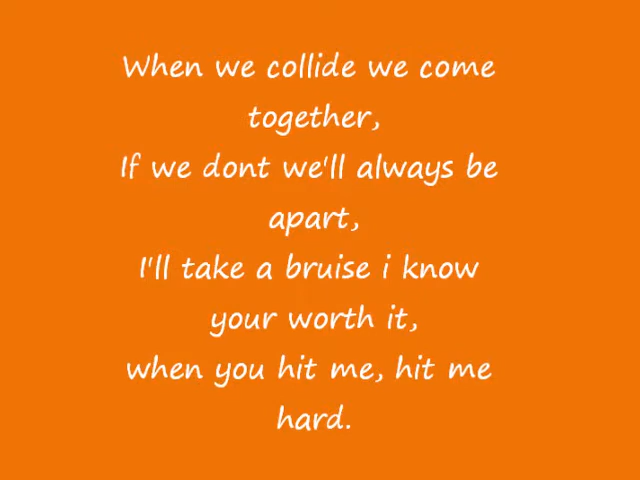 When we collide we come
together,
If we dont we'll always be
apart,
I'll take a bruise i know
your worth it,
when you hit me, hit me
hard.